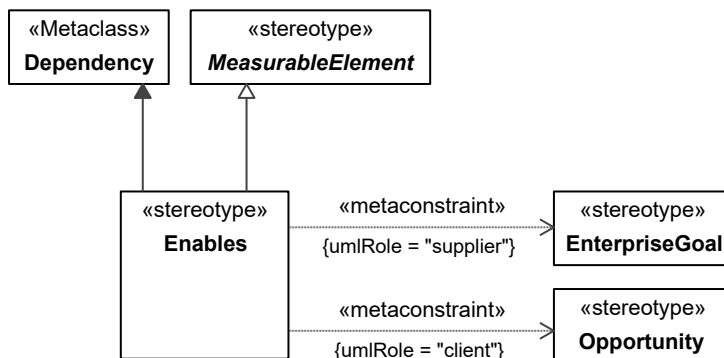 «Metaclass»
Dependency
«stereotype»
MeasurableElement
«stereotype»
Enables
«metaconstraint»
{umlRole = "supplier"}
«stereotype»
EnterpriseGoal
«metaconstraint»
{umlRole = "client"}
«stereotype»
Opportunity